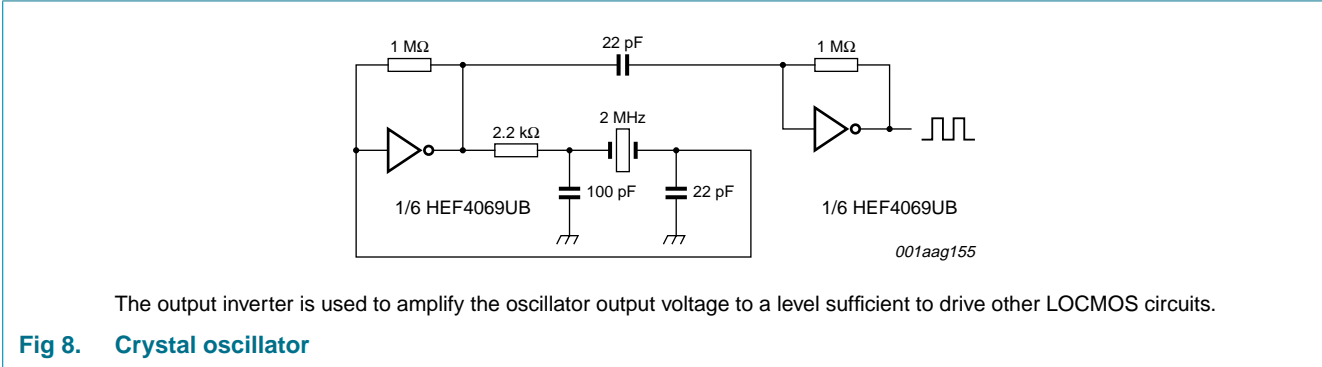 1 MΩ
22 pF
1 MΩ
2.2 kΩ
2 MHz
100 pF
22 pF
1/6 HEF4069UB
1/6 HEF4069UB
001aag155
The output inverter is used to amplify the oscillator output voltage to a level sufficient to drive other LOCMOS circuits.
Fig 8. Crystal oscillator